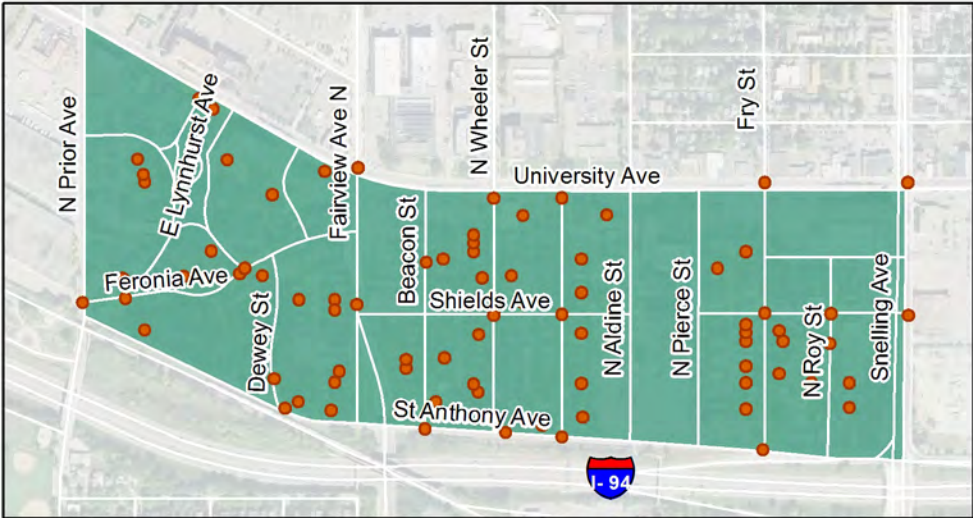 N Prior Ave
E Lynnhurst Ave
Fairview Ave N
N Wheeler St
Fry St
University Ave
Beacon St
Feronia Ave
Dewey St
Shields Ave
N Aldine St
N Pierce St
N Roy St
Snelling Ave
St Anthony Ave
I- 94